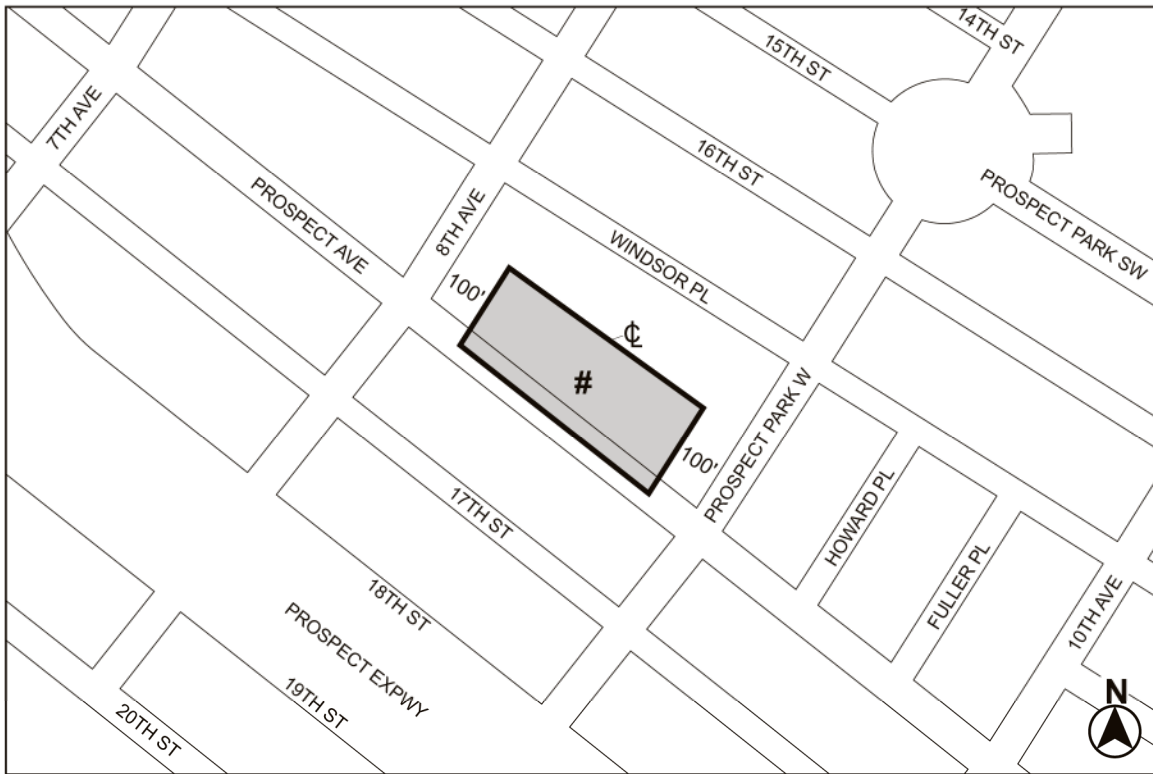 14TH ST
15TH ST
7TH AVE
16TH ST
PROSPECT AVE
PROSPECT PARK SW
8TH AVE
WINDSOR PL
100'
℄
#
PROSPECT PARK W
100'
17TH ST
HOWARD PL
FULLER PL
18TH ST
10TH AVE
PROSPECT EXPWY
19TH ST
N
20TH ST